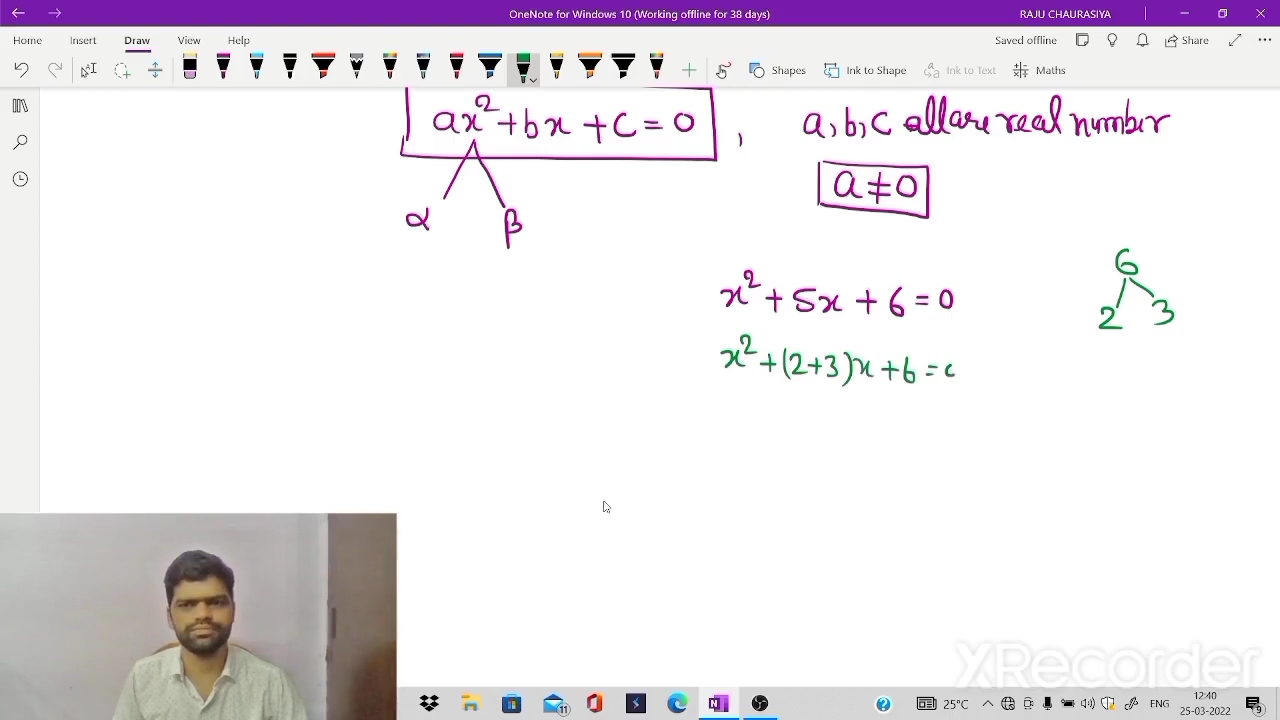 OneNote for Windows 10 (Working offline for 38 days)
RAJU CHAURASIYA
Home Insert Draw View Help
Saved offline
Share
Shapes
Ink to Shape
Ink to Text
Maths
ax²+bx+c=0, a,b,c all are real number
a≠0
α β
6
2 3
x²+5x+6=0
x²+(2+3)x+6=c
XRecorder
11
25°C
ENG
12:40
25-03-2022
9